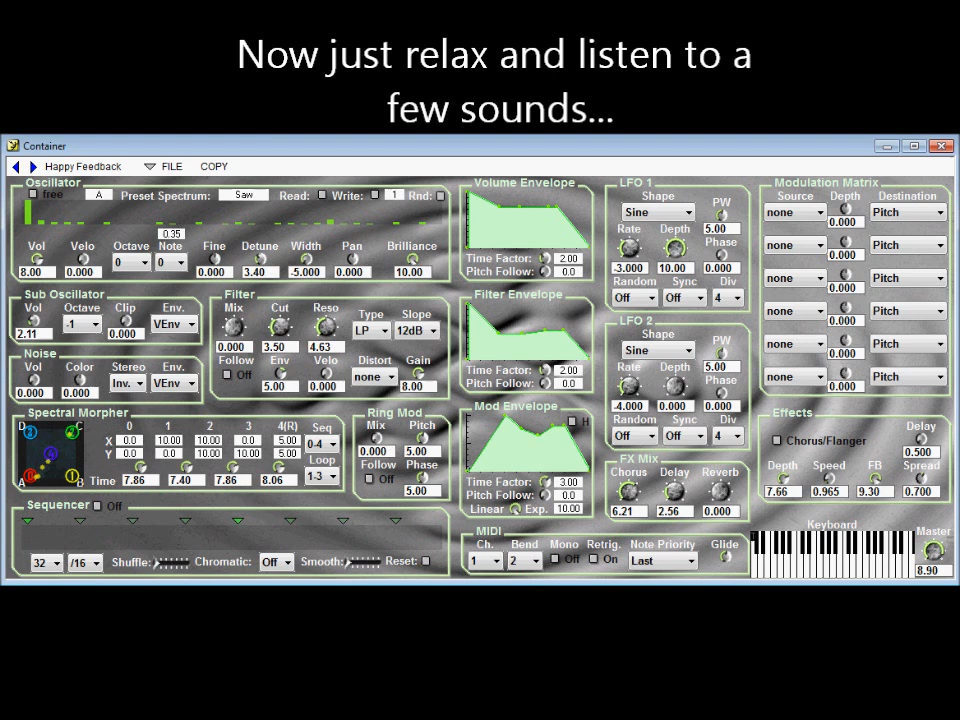 Now just relax and listen to a
few sounds...
Container
Happy Feedback FILE COPY
Oscillator
free A Preset Spectrum: Saw Read: Write: 1 Rnd:
0.35
Vol Velo Octave Note Fine Detune Width Pan Brilliance
8.00 0.000 0 0 0.000 3.40 -5.000 0.000 10.00
Sub Oscillator
Vol Octave Clip Env.
2.11 -1 0.000 VEnv
Noise
Vol Color Stereo Env.
0.000 0.000 Inv. VEnv
Filter
Mix Cut Reso Type Slope
0.000 3.50 4.63 LP 12dB
Follow Env Velo Distort Gain
Off 5.00 0.000 none 8.00
Spectral Morpher
D C A B
0 1 2 3 4(R) Seq
X 0.0 10.00 10.00 0.0 5.00 0-4
Y 0.0 0.0 10.00 10.00 5.00 Loop
Time 7.86 7.40 7.86 8.06 1-3
Ring Mod
Mix Pitch
0.000 5.00
Follow Phase
Off 5.00
Sequencer Off
32 /16 Shuffle: Chromatic: Off Smooth: Reset:
Volume Envelope
Time Factor: 2.00
Pitch Follow: 0.0
Filter Envelope
Time Factor: 2.00
Pitch Follow: 0.0
Mod Envelope
H
Time Factor: 3.00
Pitch Follow: 0.0
Linear Exp. 10.00
LFO 1
Shape PW
Sine 5.00
Rate Depth Phase
-3.000 10.00 0.000
Random Sync Div
Off Off 4
LFO 2
Shape PW
Sine 5.00
Rate Depth Phase
-4.000 0.000 0.000
Random Sync Div
Off Off 4
FX Mix
Chorus Delay Reverb
6.21 2.56 0.000
MIDI
Ch. Bend Mono Retrig. Note Priority Glide
1 2 Off On Last
Modulation Matrix
Source Depth Destination
none 0.000 Pitch
none 0.000 Pitch
none 0.000 Pitch
none 0.000 Pitch
none 0.000 Pitch
none 0.000 Pitch
Effects
Chorus/Flanger Delay
0.500
Depth Speed FB Spread
7.66 0.965 9.30 0.700
Keyboard Master
8.90